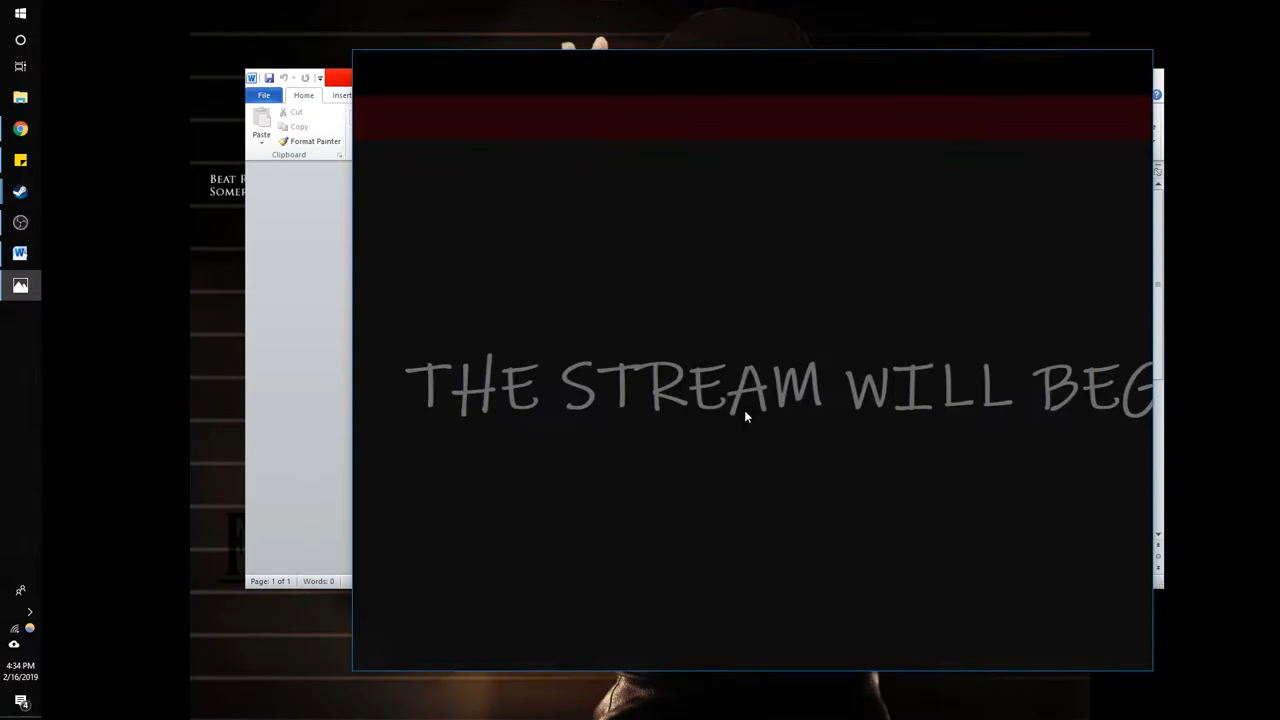 File
Home
Insert
Paste
Cut
Copy
Format Painter
Clipboard
THE STREAM WILL BEG
Page: 1 of 1
Words: 0
4:34 PM
2/16/2019
4